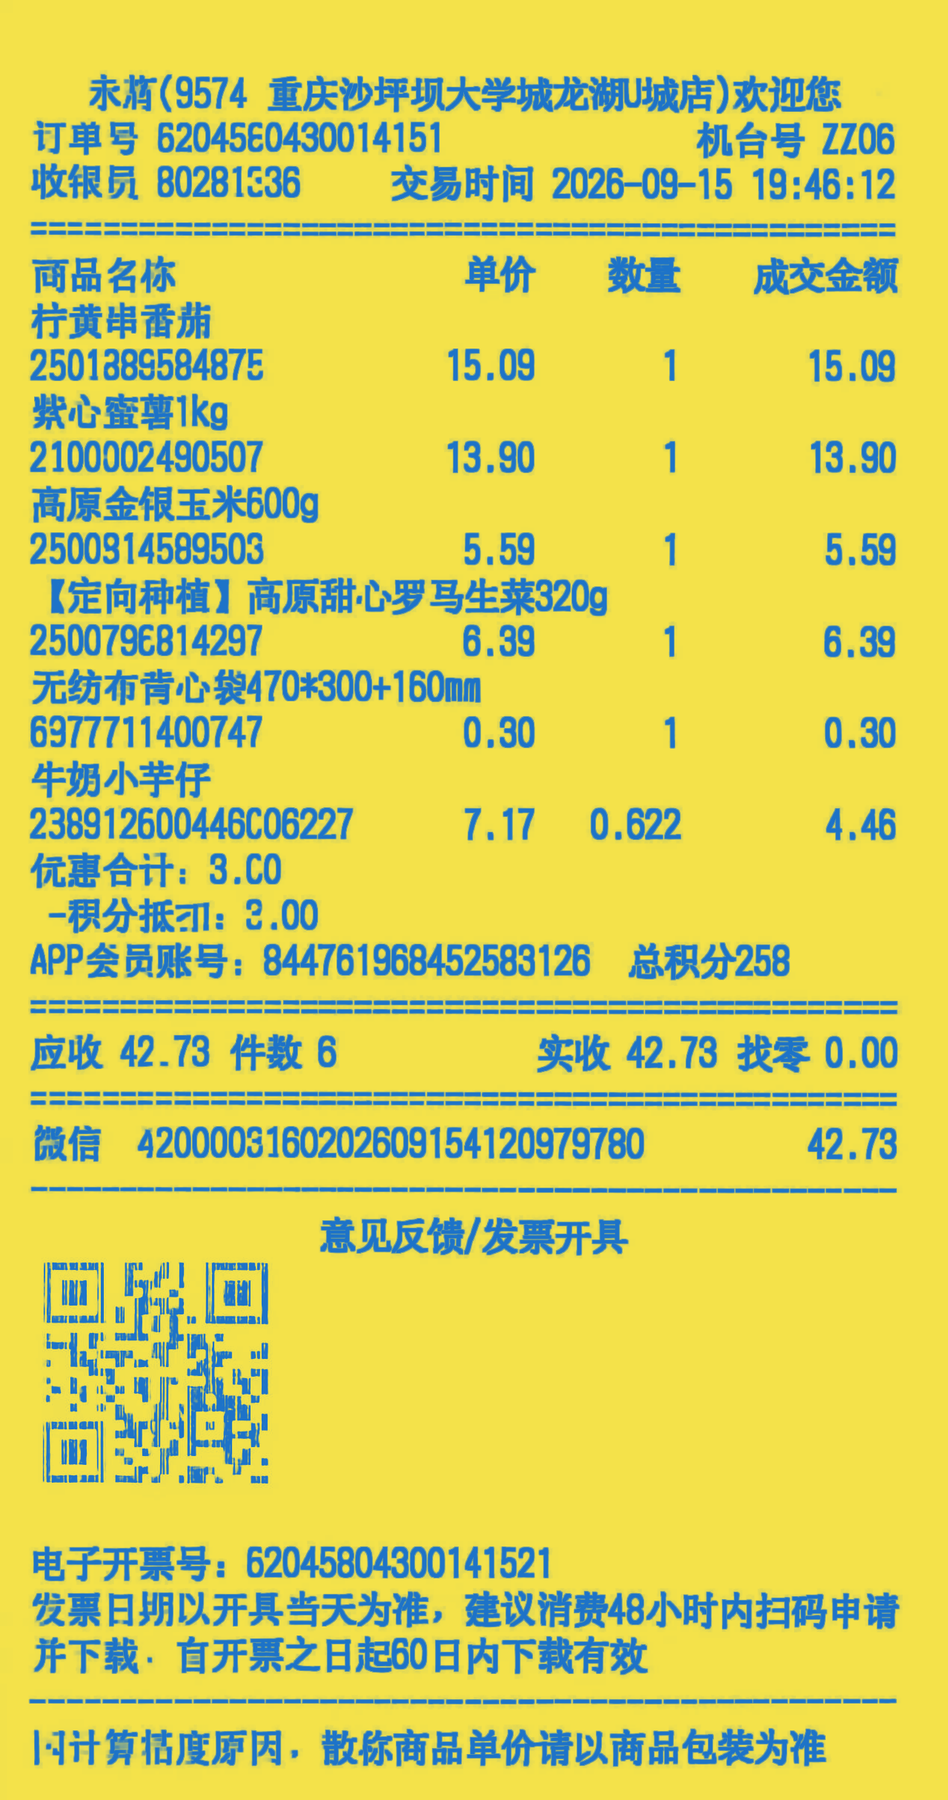 永辉(9574 重庆沙坪坝大学城龙湖U城店)欢迎您
订单号 6204580430014151 机台号 ZZ06
收银员 80281336 交易时间 2026-09-15 19:46:12
================================================
商品名称 单价 数量 成交金额
柠黄串番茄
2501889584875 15.09 1 15.09
紫心蜜薯1kg
2100002490507 13.90 1 13.90
高原金银玉米600g
2500314589503 5.59 1 5.59
【定向种植】高原甜心罗马生菜320g
2500796814297 6.39 1 6.39
无纺布背心袋470*300+160mm
6977711400747 0.30 1 0.30
牛奶小芋仔
238912600446006227 7.17 0.622 4.46
优惠合计：3.00
-积分抵扣：3.00
APP会员账号：844761968452583126 总积分258
================================================
应收 42.73 件数 6 实收 42.73 找零 0.00
================================================
微信 4200003160202609154120979780 42.73
------------------------------------------------
意见反馈/发票开具
电子开票号：62045804300141521
发票日期以开具当天为准，建议消费48小时内扫码申请
并下载．自开票之日起60日内下载有效
------------------------------------------------
因计算精度原因．散称商品单价请以商品包装为准